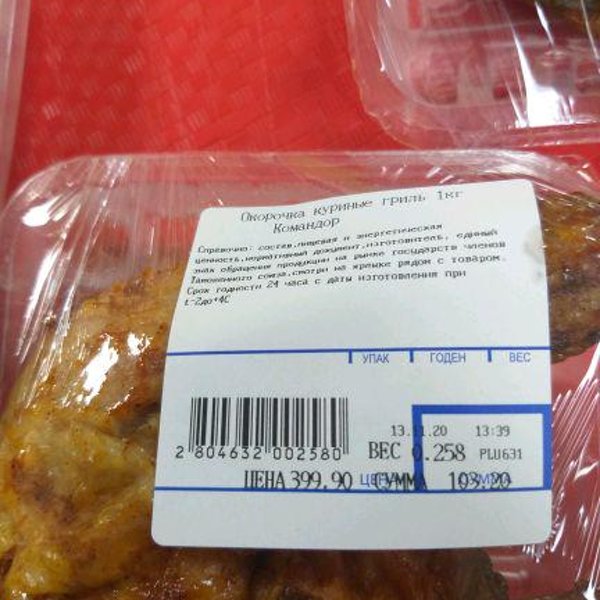 Окорочка куриные гриль 1кг
Командор
Справочно: состав,пищевая и энергетическая
ценность,нормативный документ,изготовитель, единый
знак обращения продукции на рынке государств членов
Таможенного союза,смотри на ярлыке рядом с товаром.
Срок годности 24 часа с даты изготовления при
t-2до+4С
УПАК ГОДЕН ВЕС
13.11.20 13:39
2 804632 002580 ВЕС 0.258 PLU631
ЦЕНА 399.90 СУММА 103.20